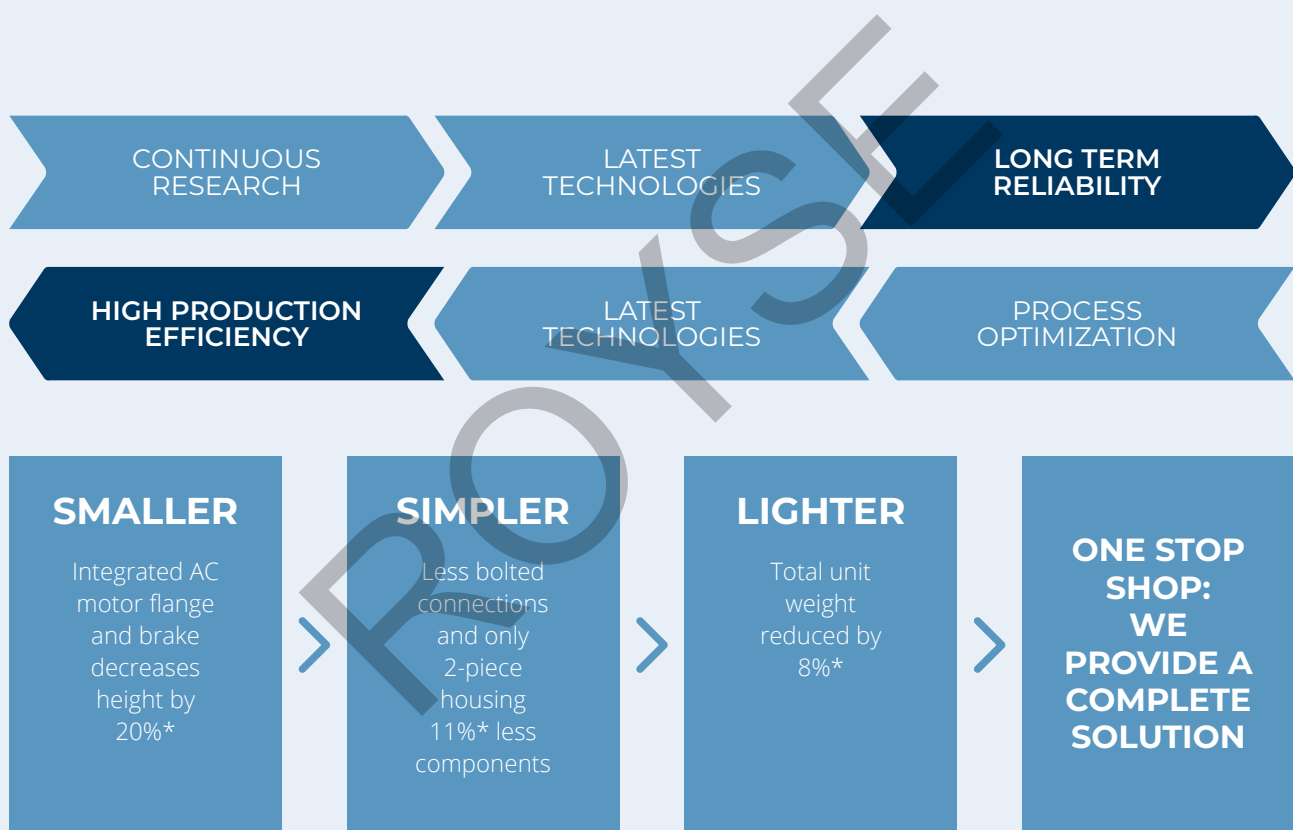 CONTINUOUS
RESEARCH
LATEST
TECHNOLOGIES
LONG TERM
RELIABILITY
HIGH PRODUCTION
EFFICIENCY
LATEST
TECHNOLOGIES
PROCESS
OPTIMIZATION
SMALLER
Integrated AC
motor flange
and brake
decreases
height by
20%*
SIMPLER
Less bolted
connections
and only
2-piece
housing
11%* less
components
LIGHTER
Total unit
weight
reduced by
8%*
ONE STOP
SHOP:
WE
PROVIDE A
COMPLETE
SOLUTION
ROYSE